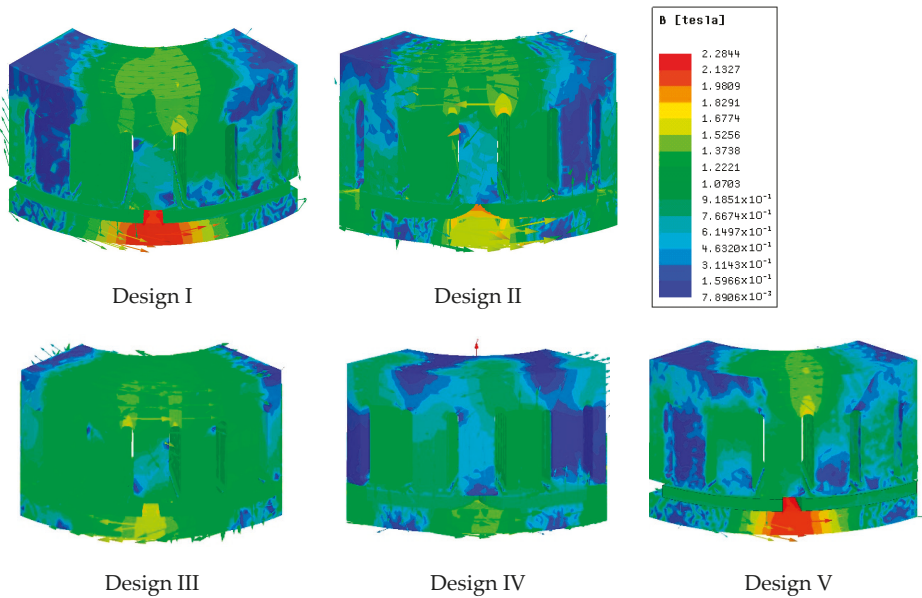 B [tesla]
2.2844
2.1327
1.9809
1.8291
1.6774
1.5256
1.3738
1.2221
1.0703
9.1851x10⁻¹
7.6674x10⁻¹
6.1497x10⁻¹
4.6320x10⁻¹
3.1143x10⁻¹
1.5966x10⁻¹
7.8906x10⁻³
Design I
Design II
Design III
Design IV
Design V